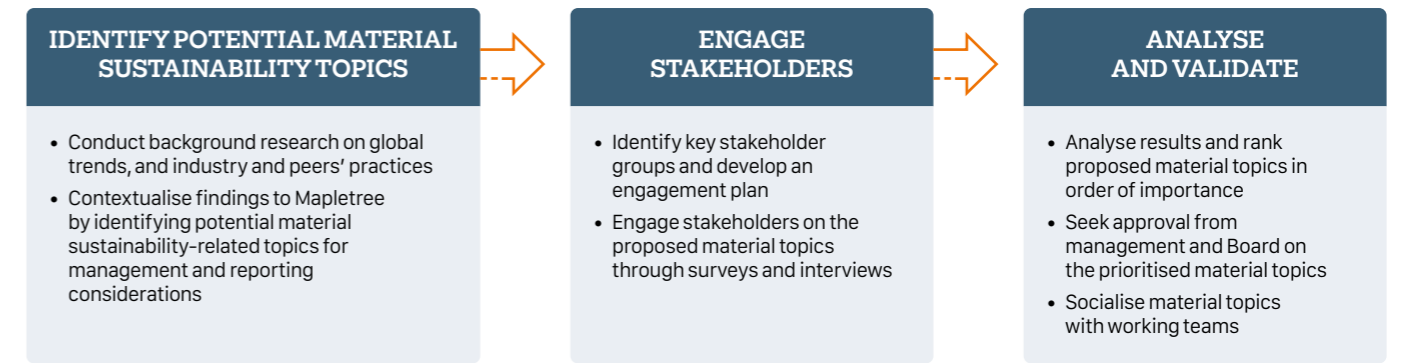 IDENTIFY POTENTIAL MATERIAL
SUSTAINABILITY TOPICS
• Conduct background research on global
trends, and industry and peers’ practices
• Contextualise findings to Mapletree
by identifying potential material
sustainability-related topics for
management and reporting
considerations
ENGAGE
STAKEHOLDERS
• Identify key stakeholder
groups and develop an
engagement plan
• Engage stakeholders on the
proposed material topics
through surveys and interviews
ANALYSE
AND VALIDATE
• Analyse results and rank
proposed material topics in
order of importance
• Seek approval from
management and Board on
the prioritised material topics
• Socialise material topics
with working teams